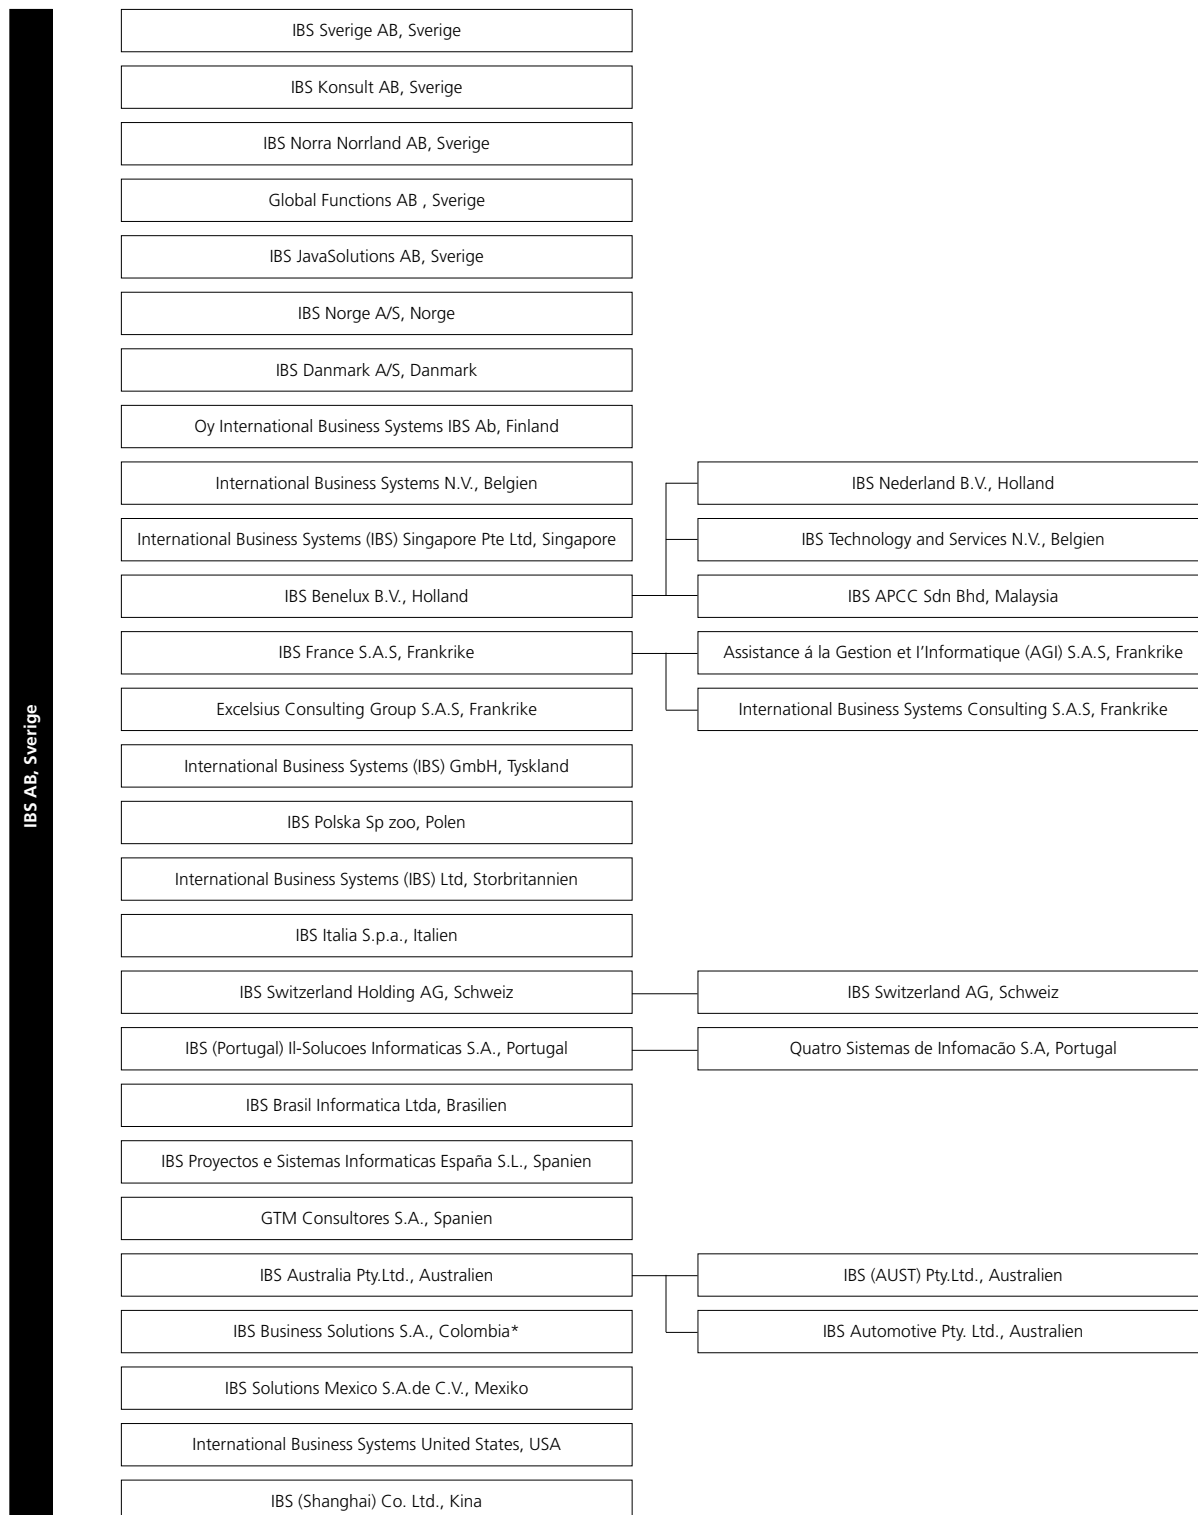 IBS AB, Sverige
IBS Sverige AB, Sverige
IBS Konsult AB, Sverige
IBS Norra Norrland AB, Sverige
Global Functions AB , Sverige
IBS JavaSolutions AB, Sverige
IBS Norge A/S, Norge
IBS Danmark A/S, Danmark
Oy International Business Systems IBS Ab, Finland
International Business Systems N.V., Belgien
IBS Nederland B.V., Holland
International Business Systems (IBS) Singapore Pte Ltd, Singapore
IBS Technology and Services N.V., Belgien
IBS Benelux B.V., Holland
IBS APCC Sdn Bhd, Malaysia
IBS France S.A.S, Frankrike
Assistance á la Gestion et l’Informatique (AGI) S.A.S, Frankrike
Excelsius Consulting Group S.A.S, Frankrike
International Business Systems Consulting S.A.S, Frankrike
International Business Systems (IBS) GmbH, Tyskland
IBS Polska Sp zoo, Polen
International Business Systems (IBS) Ltd, Storbritannien
IBS Italia S.p.a., Italien
IBS Switzerland Holding AG, Schweiz
IBS Switzerland AG, Schweiz
IBS (Portugal) Il-Solucoes Informaticas S.A., Portugal
Quatro Sistemas de Infomacão S.A, Portugal
IBS Brasil Informatica Ltda, Brasilien
IBS Proyectos e Sistemas Informaticas España S.L., Spanien
GTM Consultores S.A., Spanien
IBS Australia Pty.Ltd., Australien
IBS (AUST) Pty.Ltd., Australien
IBS Business Solutions S.A., Colombia*
IBS Automotive Pty. Ltd., Australien
IBS Solutions Mexico S.A.de C.V., Mexiko
International Business Systems United States, USA
IBS (Shanghai) Co. Ltd., Kina